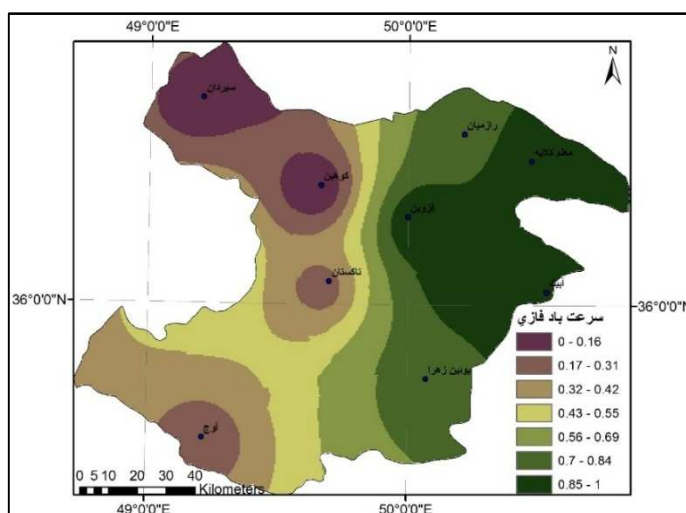 49°0'0"E
50°0'0"E
N
سیردان
رازمیان
معلم کلایه
کوهین
قزوین
تاکستان
آبیک
36°0'0"N
36°0'0"N
سرعت باد فازي
0 - 0.16
0.17 - 0.31
0.32 - 0.42
0.43 - 0.55
0.56 - 0.69
0.7 - 0.84
0.85 - 1
بوئین زهرا
آوج
0 5 10 20 30 40
Kilometers
49°0'0"E
50°0'0"E